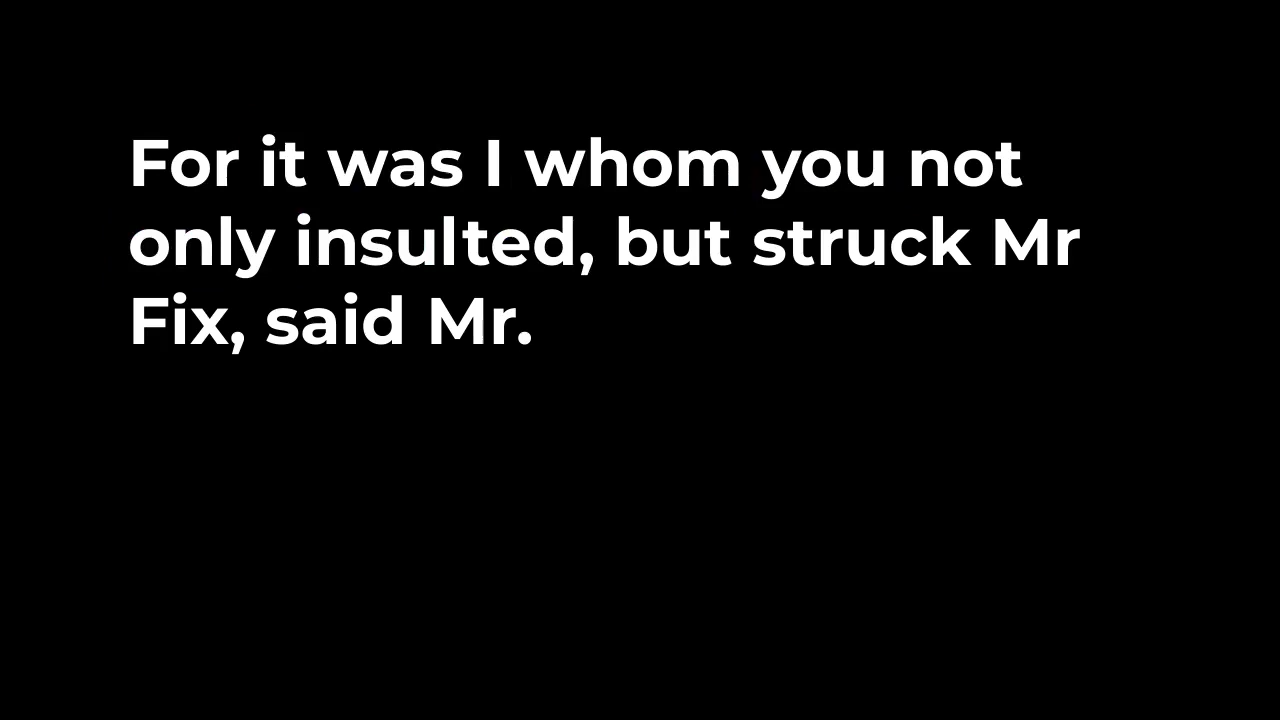 For it was I whom you not
only insulted, but struck Mr
Fix, said Mr.